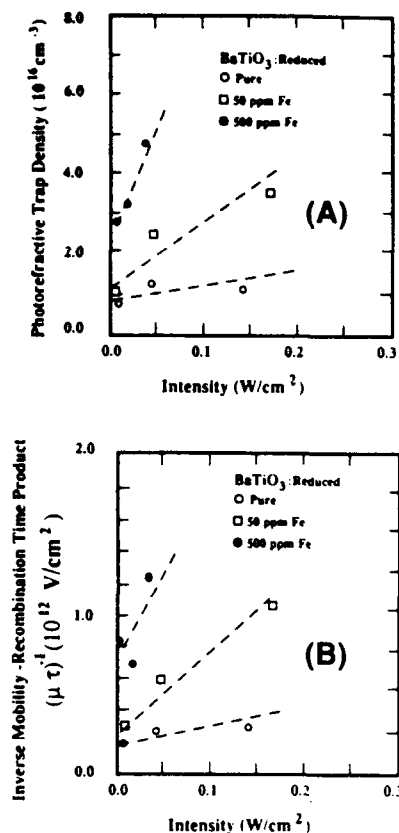 Photorefractive Trap Density (10^16 cm^-3)
8.0
6.0
4.0
2.0
0.0
BaTiO3:Reduced
Pure
50 ppm Fe
500 ppm Fe
(A)
0.0 0.1 0.2 0.3
Intensity (W/cm^2)
Inverse Mobility-Recombination Time Product
(μ τ)^-1 (10^12 V/cm^2)
2.0
1.0
0.0
BaTiO3:Reduced
Pure
50 ppm Fe
500 ppm Fe
(B)
0.0 0.1 0.2 0.3
Intensity (W/cm^2)